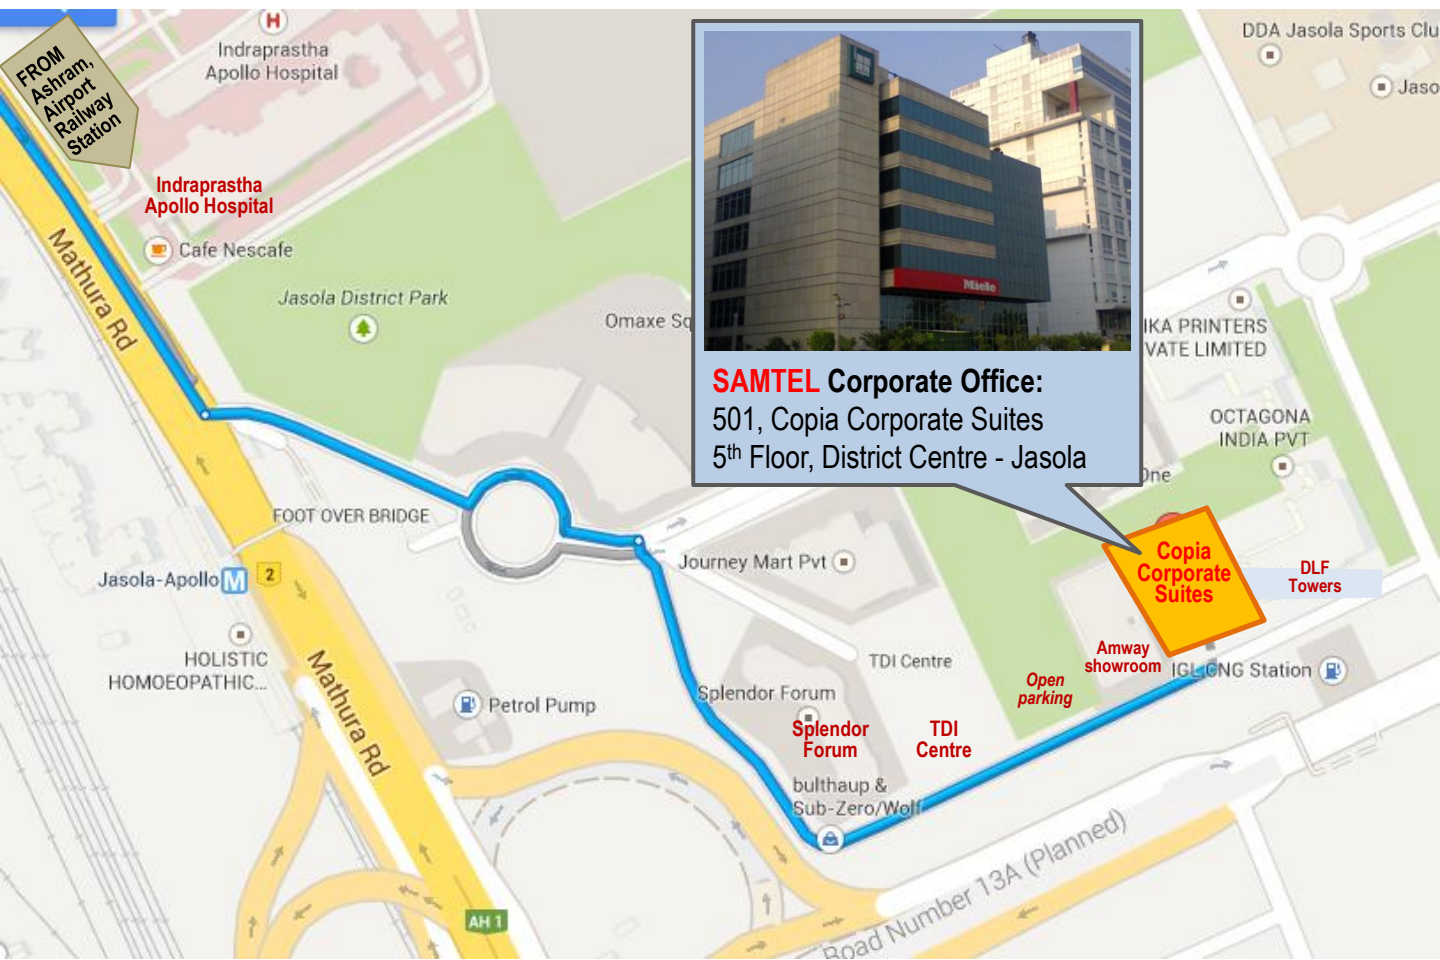 FROM
Ashram,
Airport
Railway
Station
H
Indraprastha
Apollo Hospital
Indraprastha
Apollo Hospital
Cafe Nescafe
Mathura Rd
Jasola District Park
Omaxe Sq
DDA Jasola Sports Clu
Jaso
Miele
SAMTEL Corporate Office:
501, Copia Corporate Suites
5th Floor, District Centre - Jasola
IKA PRINTERS
VATE LIMITED
OCTAGONA
INDIA PVT
One
FOOT OVER BRIDGE
Jasola-Apollo M
2
Journey Mart Pvt
Copia
Corporate
Suites
DLF
Towers
HOLISTIC
HOMOEOPATHIC...
Mathura Rd
Petrol Pump
TDI Centre
Amway
showroom
IGL CNG Station
Open
parking
Splendor Forum
Splendor
Forum
TDI
Centre
bulthaup &
Sub-Zero/Wolf
AH 1
Road Number 13A (Planned)